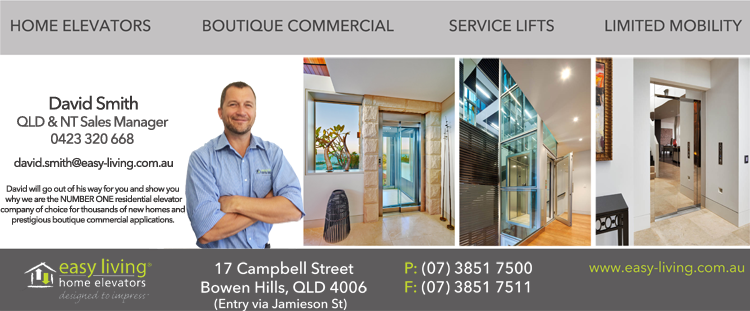 HOME ELEVATORS
BOUTIQUE COMMERCIAL
SERVICE LIFTS
LIMITED MOBILITY
David Smith
QLD & NT Sales Manager
0423 320 668
david.smith@easy-living.com.au
David will go out of his way for you and show you
why we are the NUMBER ONE residential elevator
company of choice for thousands of new homes and
prestigious boutique commercial applications.
easy living®
home elevators
designed to impress™
17 Campbell Street
Bowen Hills, QLD 4006
(Entry via Jamieson St)
P: (07) 3851 7500
F: (07) 3851 7511
www.easy-living.com.au